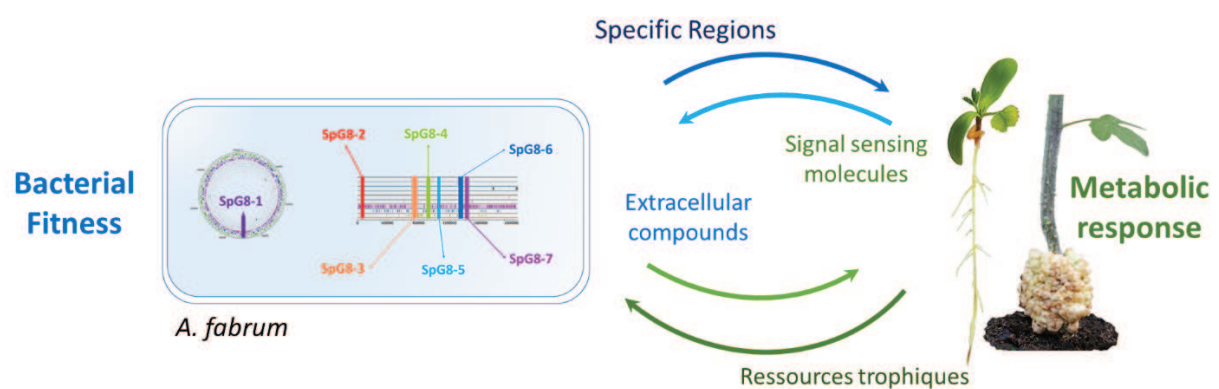 Specific Regions
SpG8-2
SpG8-4
SpG8-6
SpG8-1
Bacterial
Fitness
SpG8-3
SpG8-5
SpG8-7
A. fabrum
Signal sensing
molecules
Extracellular
compounds
Metabolic
response
Ressources trophiques